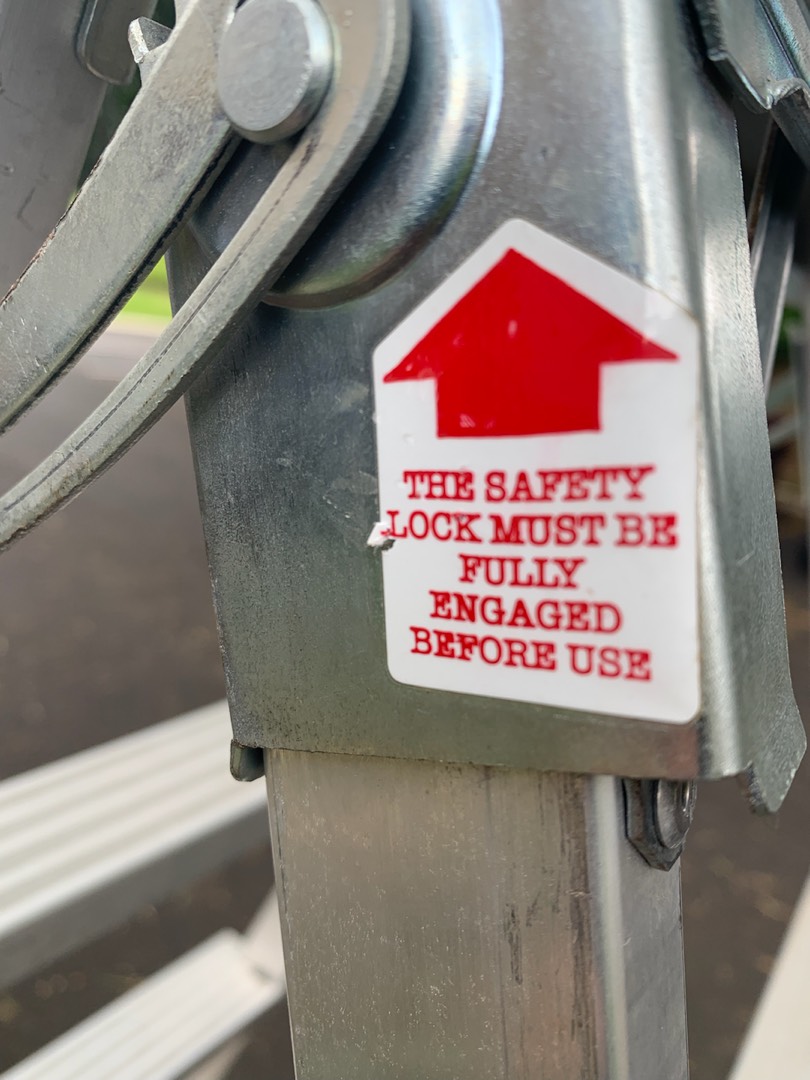 THE SAFETY
LOCK MUST BE
FULLY
ENGAGED
BEFORE USE